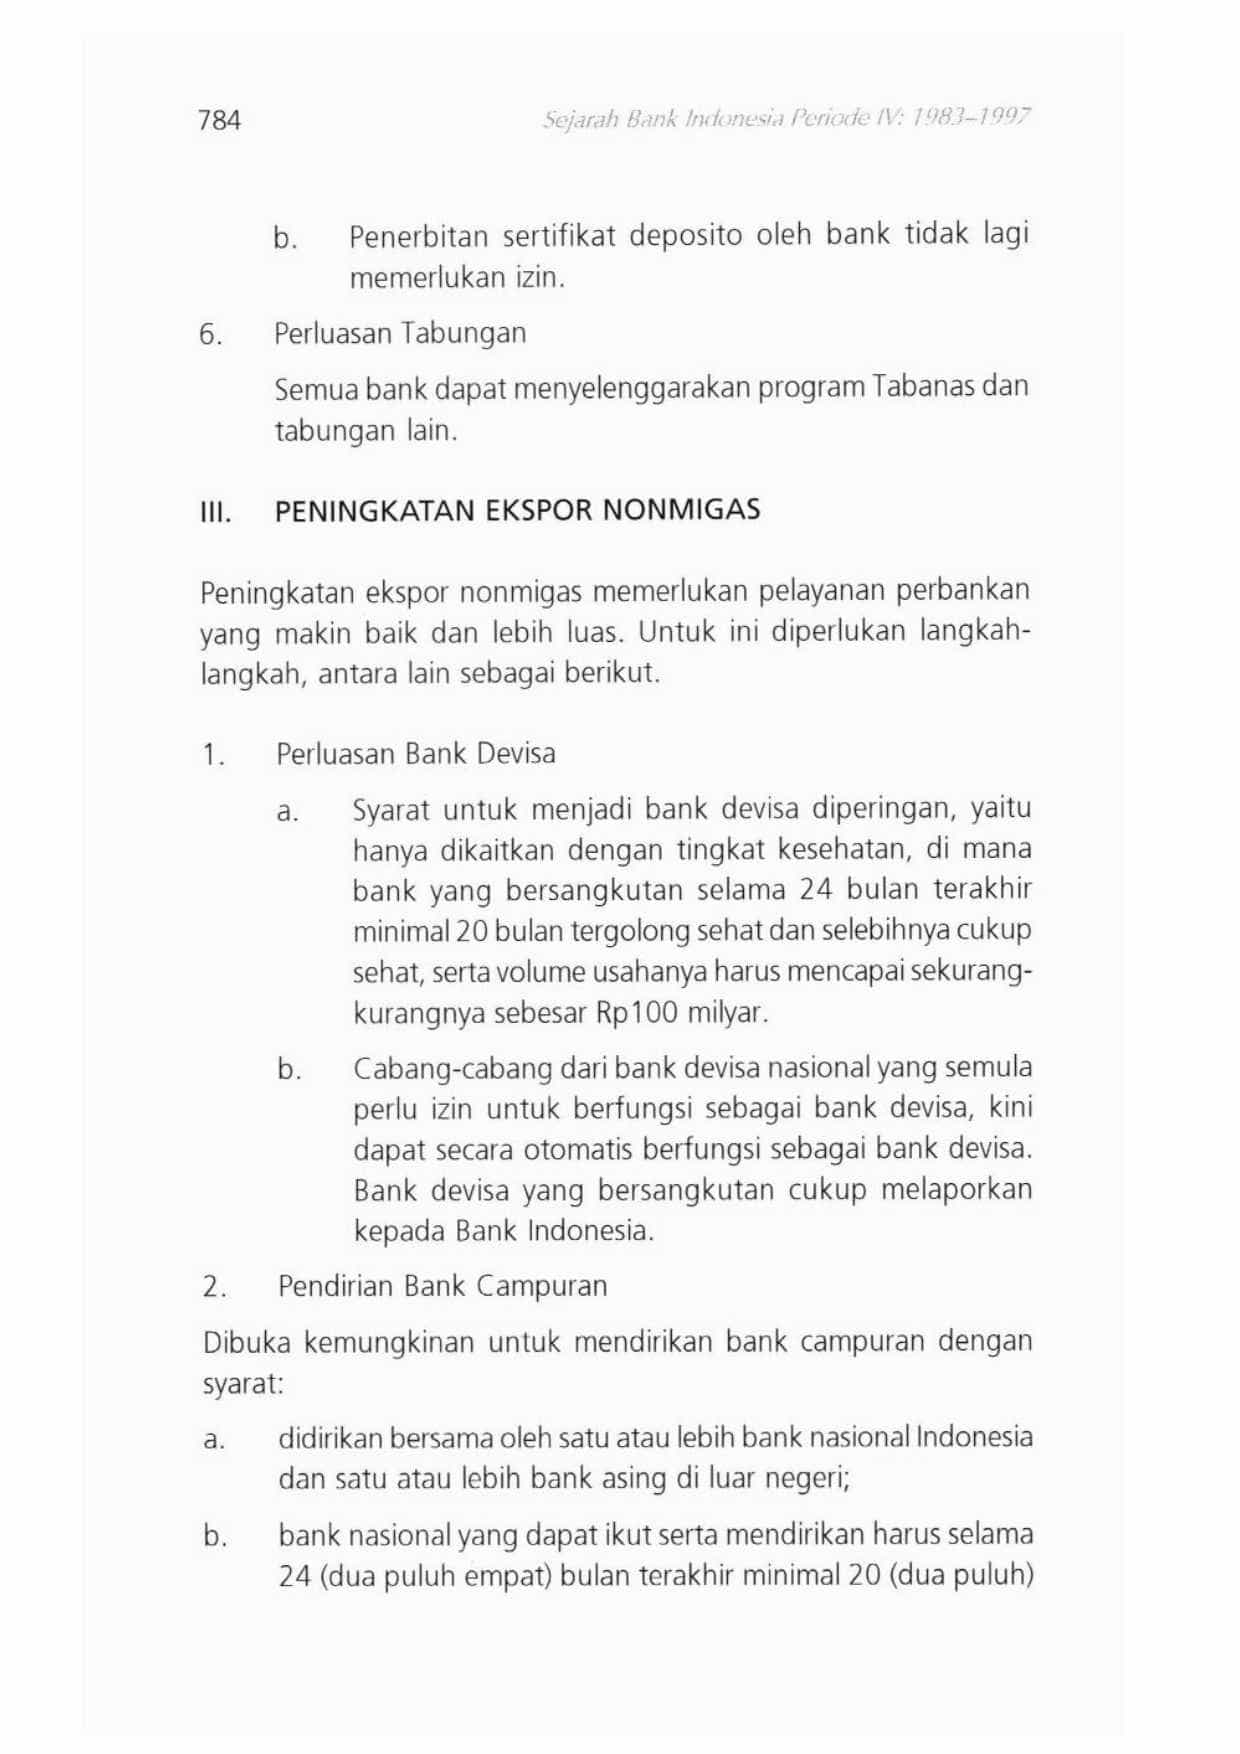 784
Sejarah Bank Indonesia Periode IV: 1983–1997
b. Penerbitan sertifikat deposito oleh bank tidak lagi
memerlukan izin.
6. Perluasan Tabungan
Semua bank dapat menyelenggarakan program Tabanas dan
tabungan lain.
III. PENINGKATAN EKSPOR NONMIGAS
Peningkatan ekspor nonmigas memerlukan pelayanan perbankan
yang makin baik dan lebih luas. Untuk ini diperlukan langkah-
langkah, antara lain sebagai berikut.
1. Perluasan Bank Devisa
a. Syarat untuk menjadi bank devisa diperingan, yaitu
hanya dikaitkan dengan tingkat kesehatan, di mana
bank yang bersangkutan selama 24 bulan terakhir
minimal 20 bulan tergolong sehat dan selebihnya cukup
sehat, serta volume usahanya harus mencapai sekurang-
kurangnya sebesar Rp100 milyar.
b. Cabang-cabang dari bank devisa nasional yang semula
perlu izin untuk berfungsi sebagai bank devisa, kini
dapat secara otomatis berfungsi sebagai bank devisa.
Bank devisa yang bersangkutan cukup melaporkan
kepada Bank Indonesia.
2. Pendirian Bank Campuran
Dibuka kemungkinan untuk mendirikan bank campuran dengan
syarat:
a. didirikan bersama oleh satu atau lebih bank nasional Indonesia
dan satu atau lebih bank asing di luar negeri;
b. bank nasional yang dapat ikut serta mendirikan harus selama
24 (dua puluh empat) bulan terakhir minimal 20 (dua puluh)